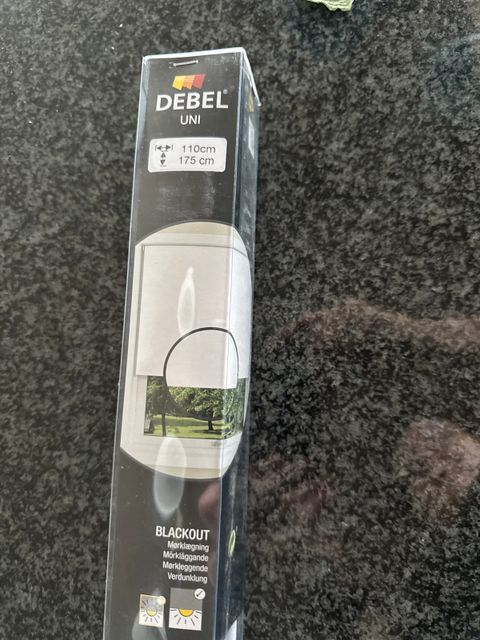 DEBEL®
UNI
110cm
175 cm
BLACKOUT
Mørklægning
Mörkläggande
Mørkleggende
Verdunklung